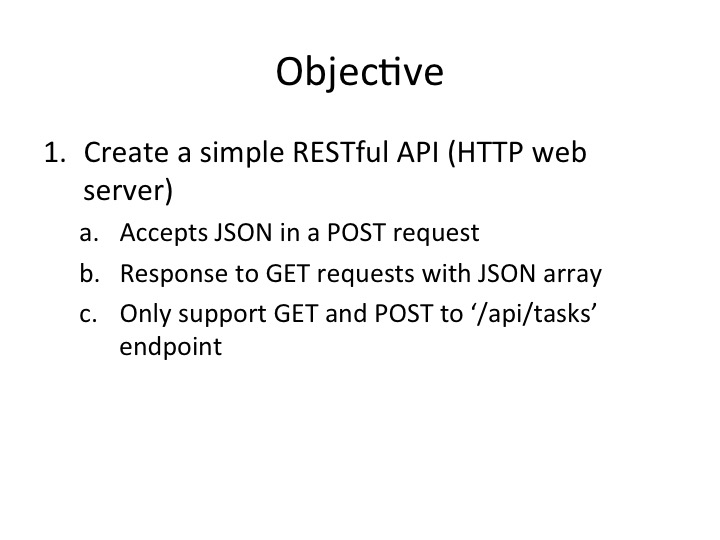 Objective
1. Create a simple RESTful API (HTTP web
server)
a. Accepts JSON in a POST request
b. Response to GET requests with JSON array
c. Only support GET and POST to ‘/api/tasks’
endpoint